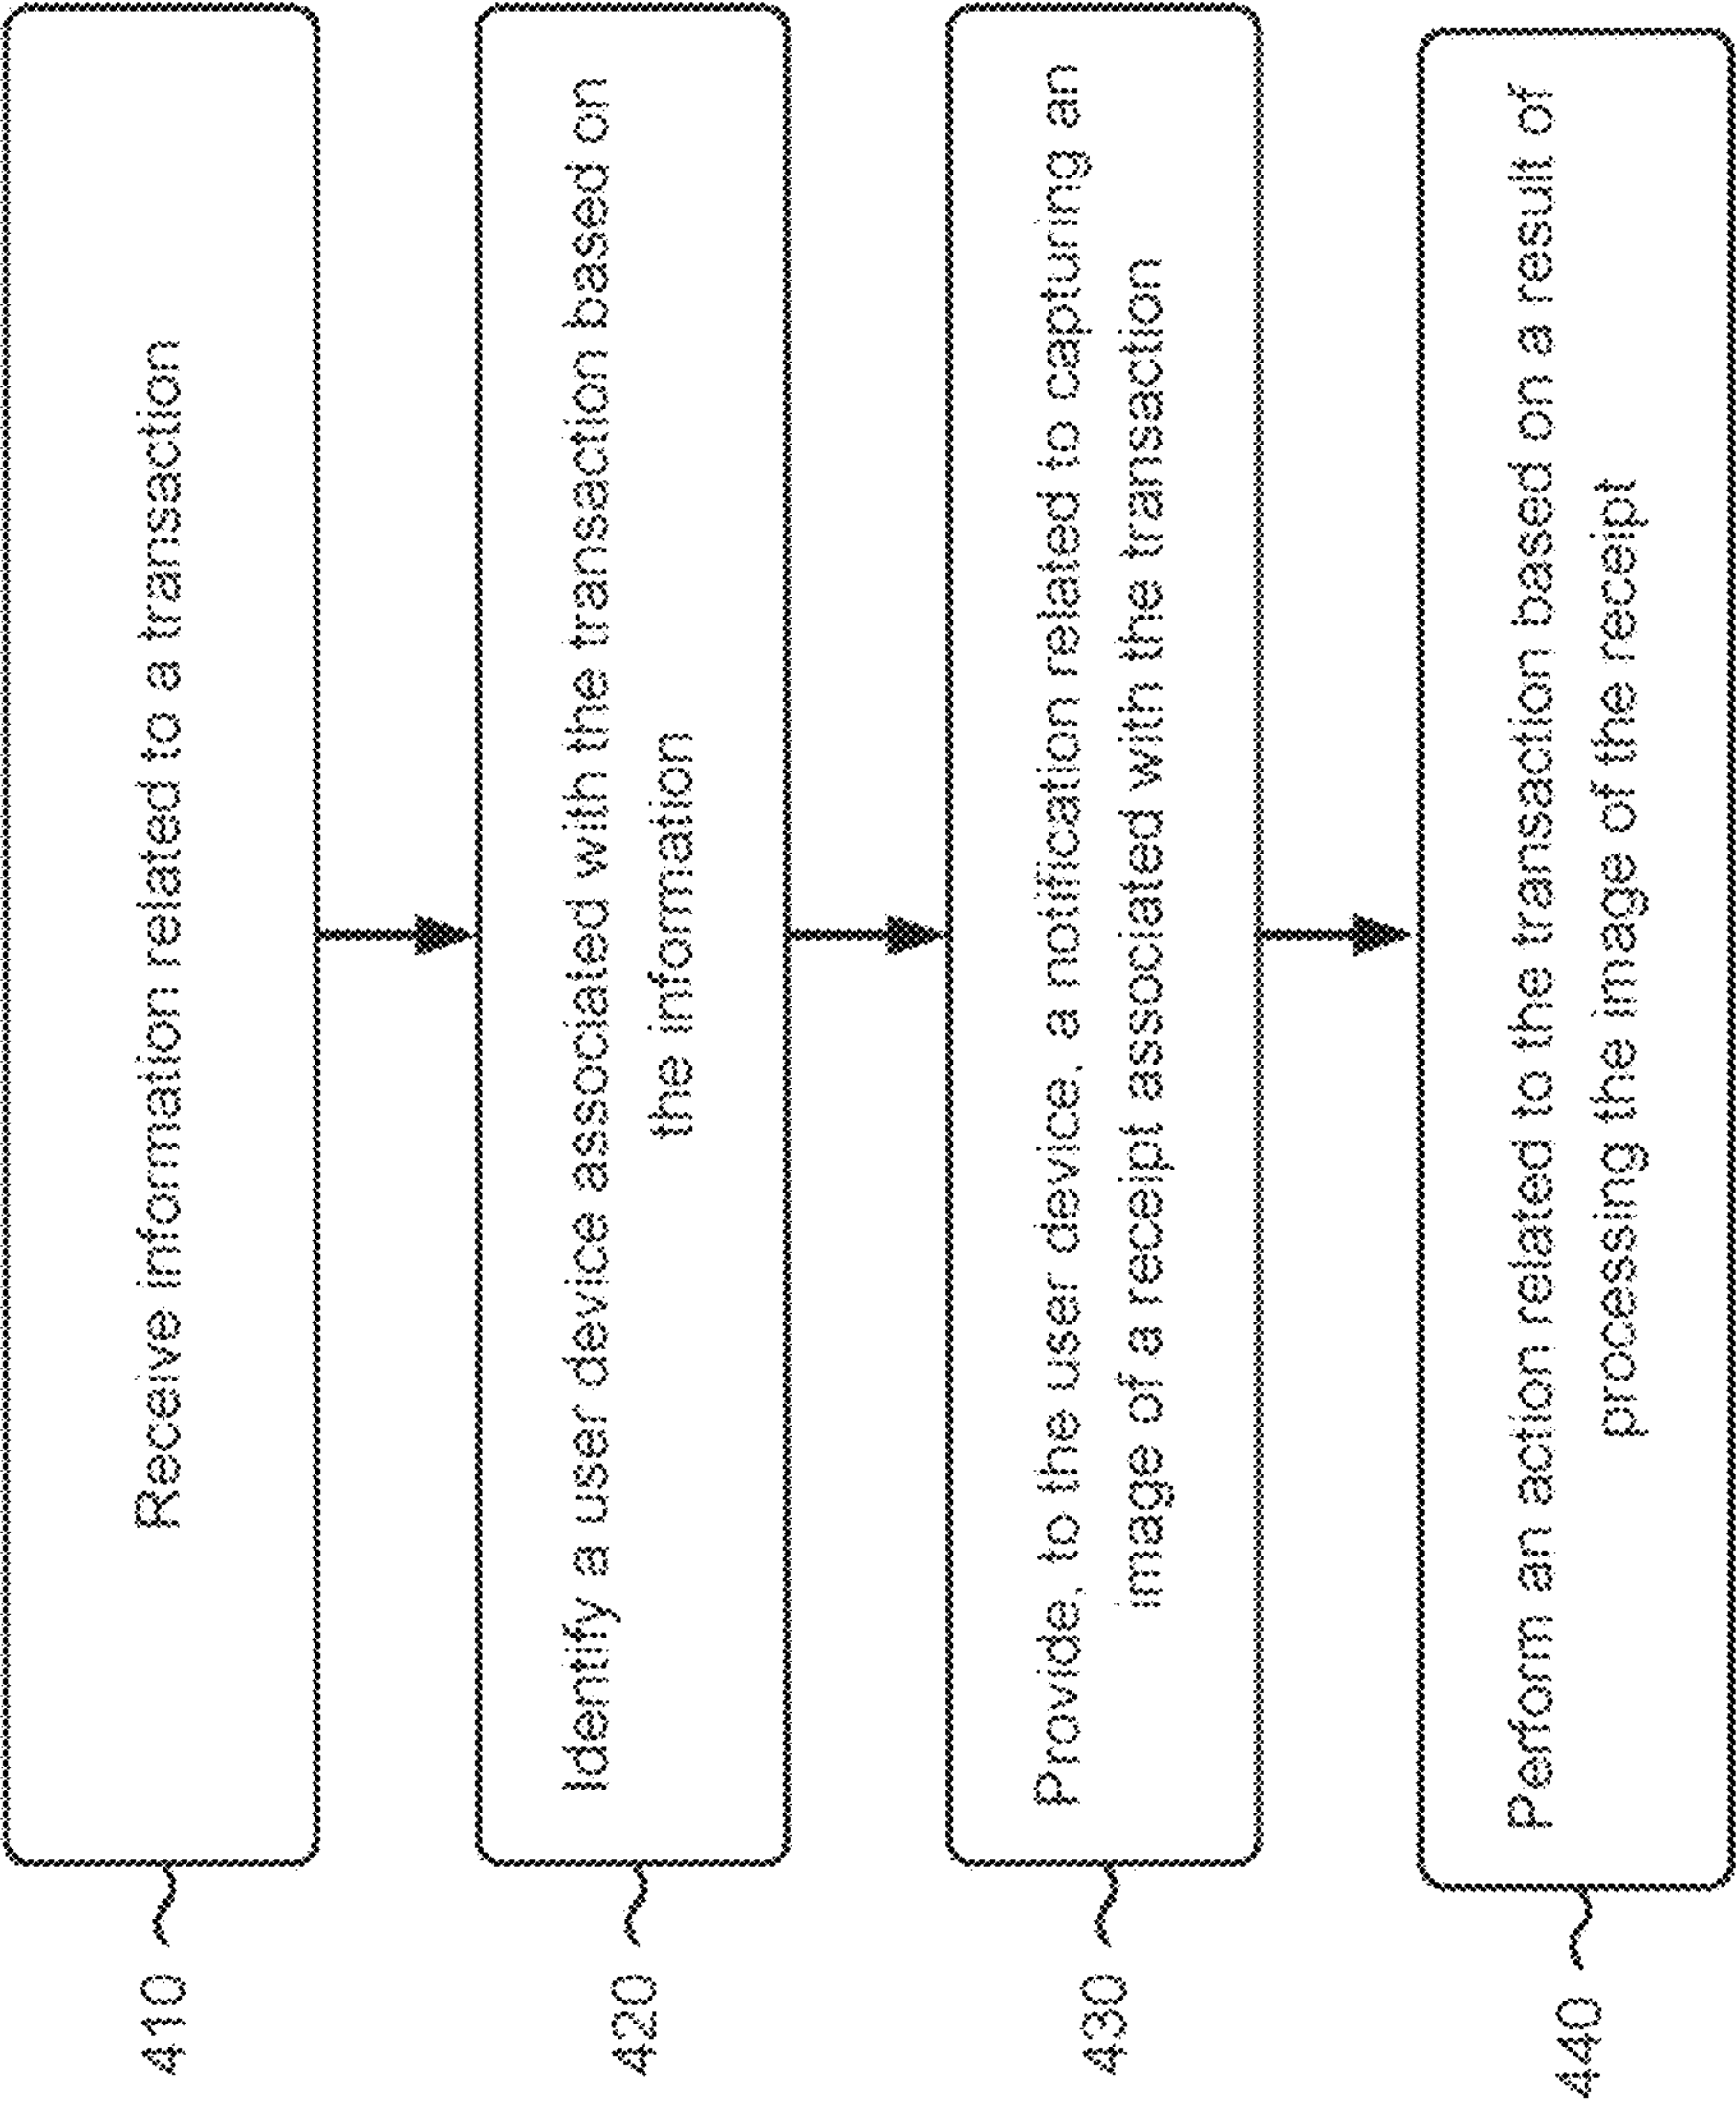 410
Receive information related to a transaction
420
Identify a user device associated with the transaction based on
the information
430
Provide, to the user device, a notification related to capturing an
image of a receipt associated with the transaction
440
Perform an action related to the transaction based on a result of
processing the image of the receipt